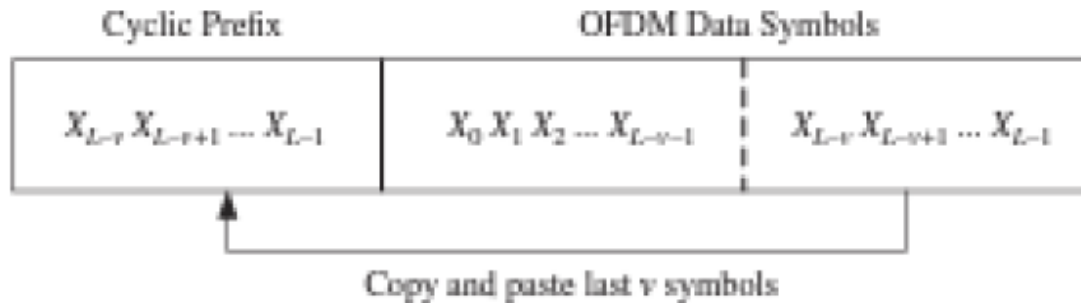 Cyclic Prefix OFDM Data Symbols
X_{L-v} X_{L-v+1} ... X_{L-1} X_0 X_1 X_2 ... X_{L-v-1} X_{L-v} X_{L-v+1} ... X_{L-1}
Copy and paste last v symbols